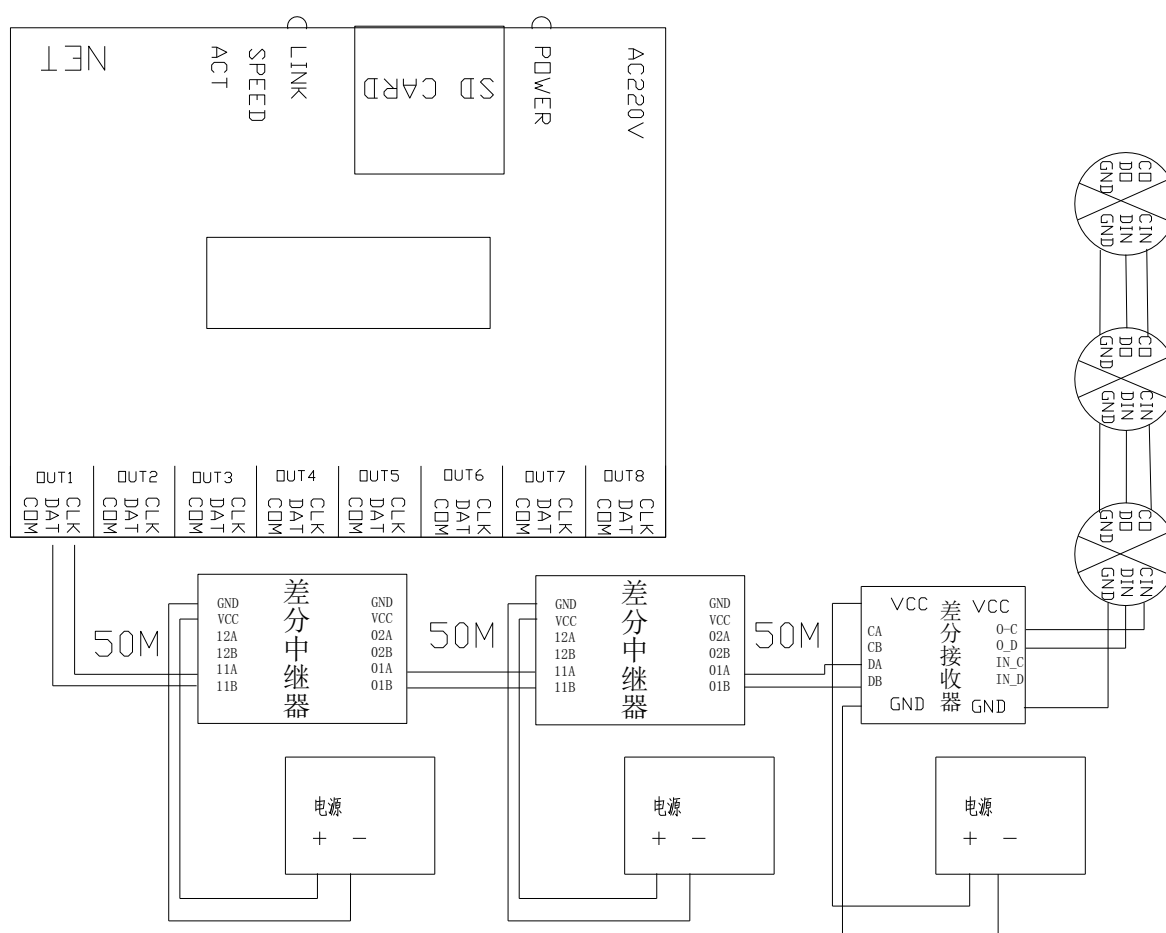 NET
ACT
SPEED
LINK
SD CARD
POWER
AC220V
OUT1
COM
DAT
CLK
OUT2
COM
DAT
CLK
OUT3
COM
DAT
CLK
OUT4
COM
DAT
CLK
OUT5
COM
DAT
CLK
OUT6
COM
DAT
CLK
OUT7
COM
DAT
CLK
OUT8
COM
DAT
CLK
GND
DO
CO
GND
DIN
CIN
GND
DO
CO
GND
DIN
CIN
GND
DO
CO
GND
DIN
CIN
50M
GND
VCC
12A
12B
11A
11B
差分中继器
GND
VCC
02A
02B
01A
01B
50M
GND
VCC
12A
12B
11A
11B
差分中继器
GND
VCC
02A
02B
01A
01B
50M
VCC
CA
CB
DA
DB
GND
差分接收器
VCC
O-C
O_D
IN_C
IN_D
GND
电源
+ −
电源
+ −
电源
+ −